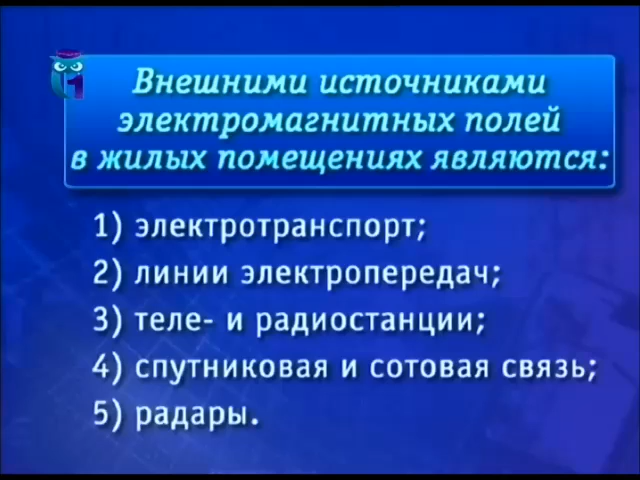 1
Внешними источниками
электромагнитных полей
в жилых помещениях являются:
1) электротранспорт;
2) линии электропередач;
3) теле- и радиостанции;
4) спутниковая и сотовая связь;
5) радары.